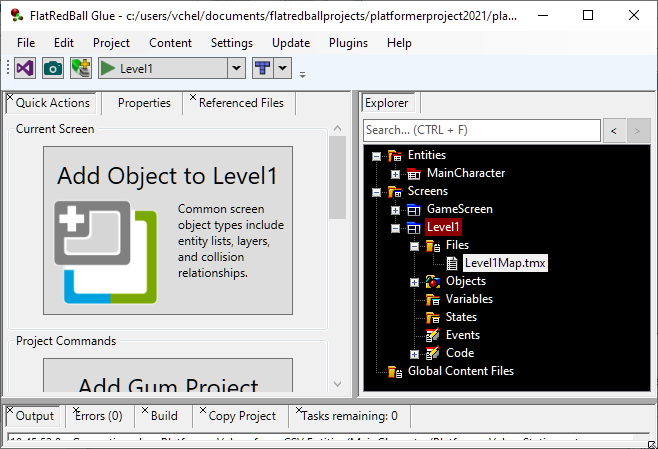 FlatRedBall Glue - c:/users/vchel/documents/flatredballprojects/platformerproject2021/pla...
File Edit Project Content Settings Update Plugins Help
Level1
Quick Actions Properties Referenced Files
Current Screen
Add Object to Level1
Common screen
object types include
entity lists, layers,
and collision
relationships.
Project Commands
Add Gum Project
Explorer
Search... (CTRL + F)
< >
Entities
MainCharacter
Screens
GameScreen
Level1
Files
Level1Map.tmx
Objects
Variables
States
Events
Code
Global Content Files
Output Errors (0) Build Copy Project Tasks remaining: 0